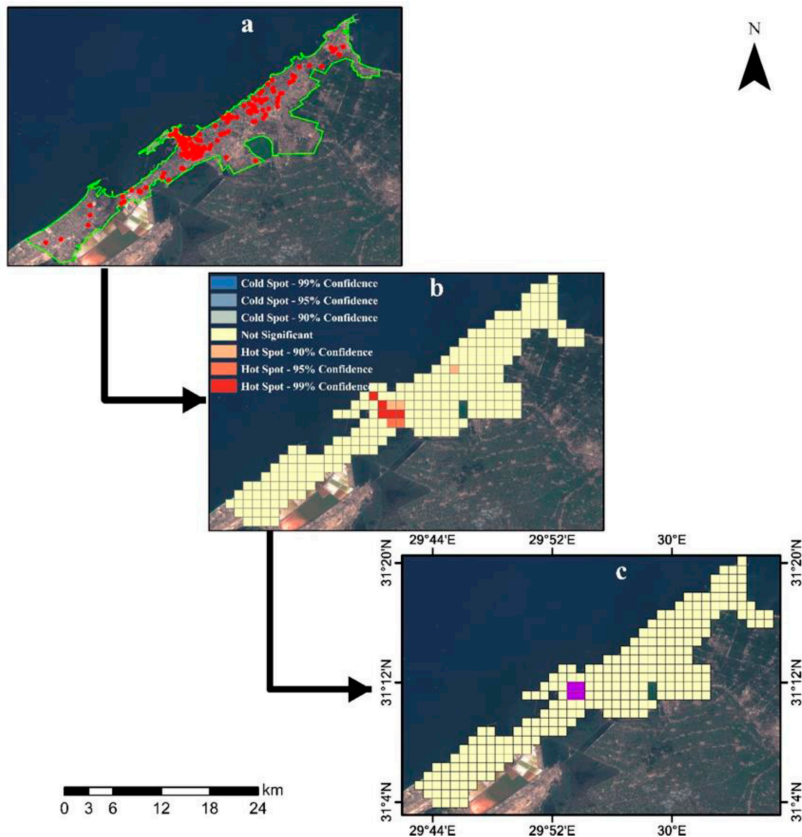 a
N
b
Cold Spot - 99% Confidence
Cold Spot - 95% Confidence
Cold Spot - 90% Confidence
Not Significant
Hot Spot - 90% Confidence
Hot Spot - 95% Confidence
Hot Spot - 99% Confidence
29°44'E 29°52'E 30°E
c
31°20'N 31°20'N
31°12'N 31°12'N
31°4'N 31°4'N
km
0 3 6 12 18 24
29°44'E 29°52'E 30°E